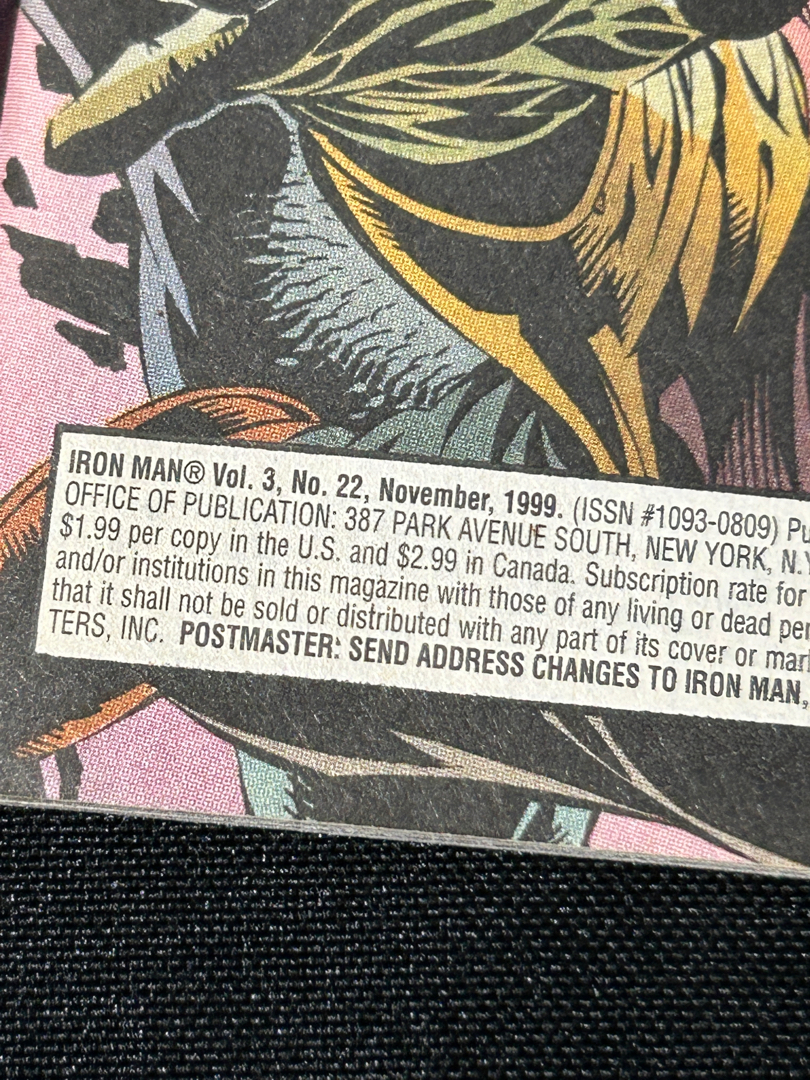 IRON MAN® Vol. 3, No. 22, November, 1999. (ISSN #1093-0809) Pu
OFFICE OF PUBLICATION: 387 PARK AVENUE SOUTH, NEW YORK, N.Y
$1.99 per copy in the U.S. and $2.99 in Canada. Subscription rate for
and/or institutions in this magazine with those of any living or dead per
that it shall not be sold or distributed with any part of its cover or mar
TERS, INC. POSTMASTER: SEND ADDRESS CHANGES TO IRON MAN,